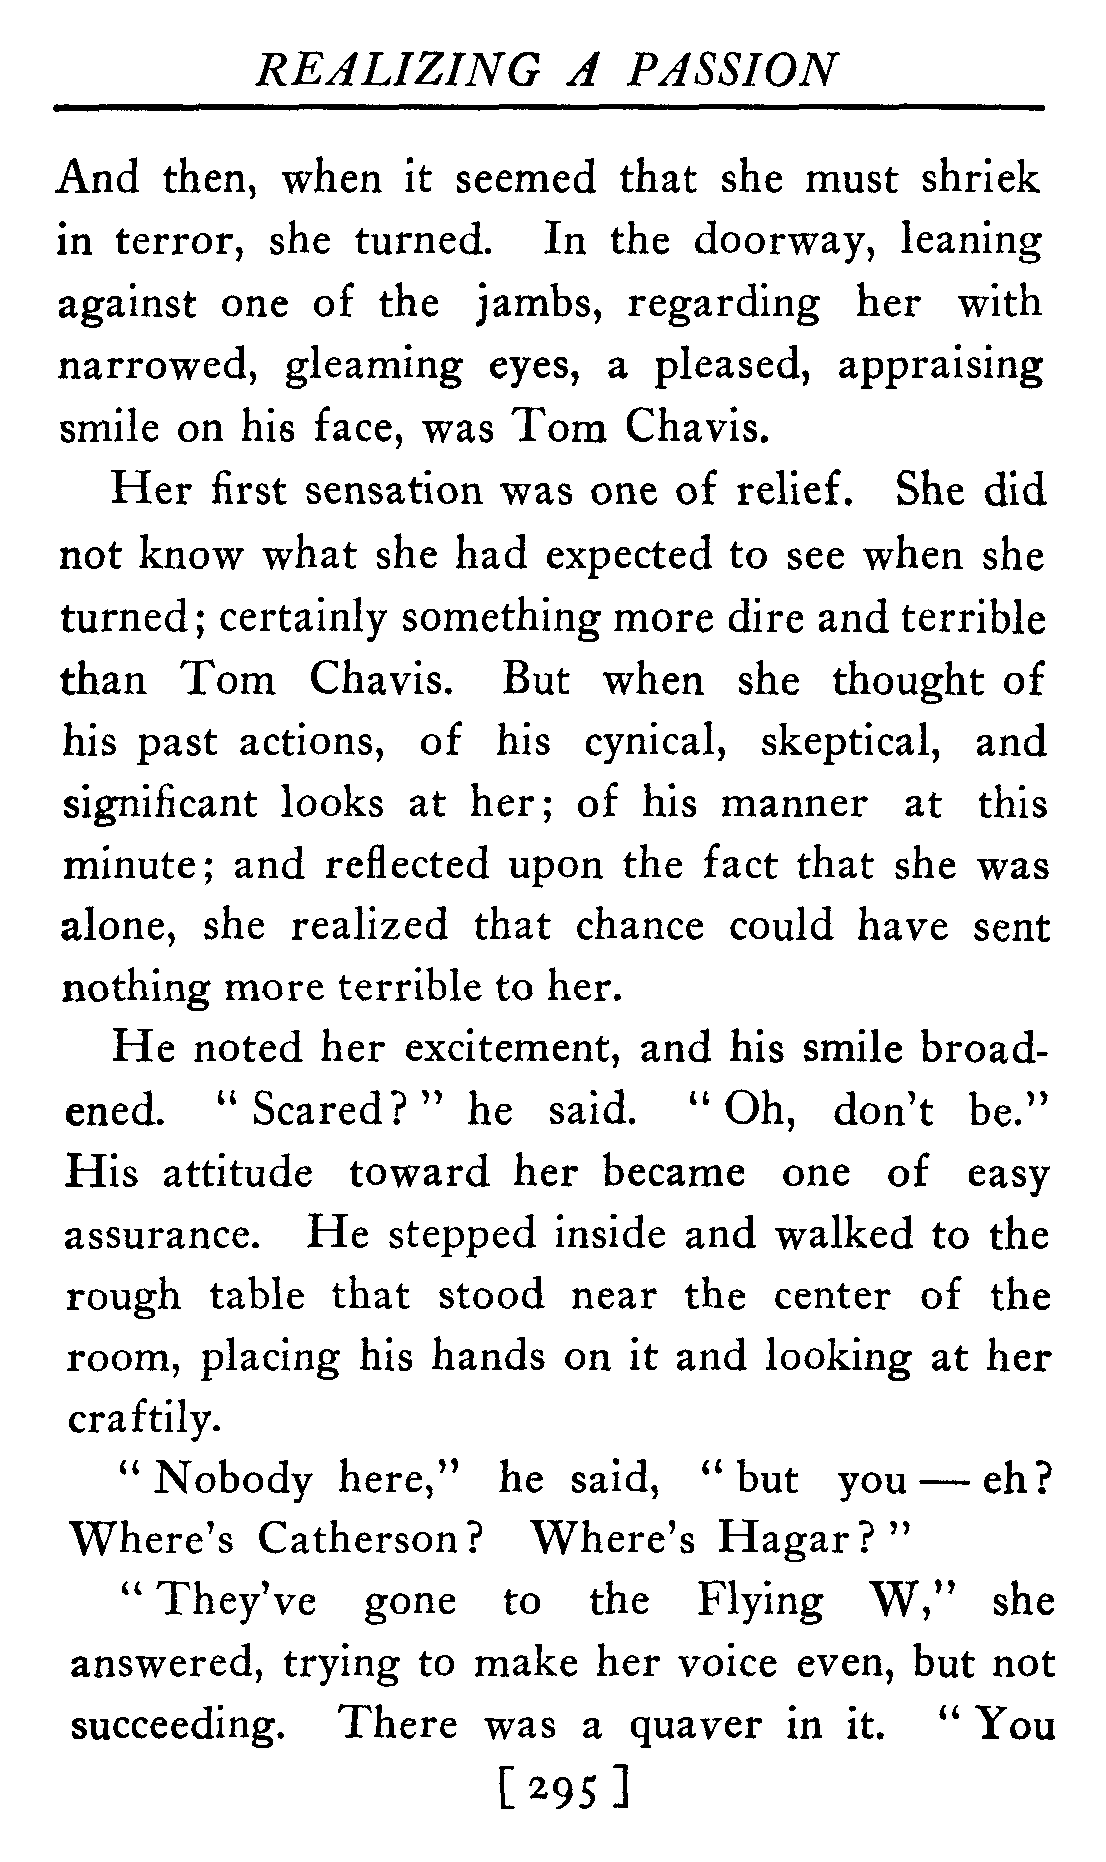 REALIZING A PASSION
And then, when it seemed that she must shriek
in terror, she turned. In the doorway, leaning
against one of the jambs, regarding her with
narrowed, gleaming eyes, a pleased, appraising
smile on his face, was Tom Chavis.
Her first sensation was one of relief. She did
not know what she had expected to see when she
turned; certainly something more dire and terrible
than Tom Chavis. But when she thought of
his past actions, of his cynical, skeptical, and
significant looks at her; of his manner at this
minute; and reflected upon the fact that she was
alone, she realized that chance could have sent
nothing more terrible to her.
He noted her excitement, and his smile broad-
ened. “ Scared? ” he said. “ Oh, don't be.”
His attitude toward her became one of easy
assurance. He stepped inside and walked to the
rough table that stood near the center of the
room, placing his hands on it and looking at her
craftily.
“ Nobody here,” he said, “ but you — eh?
Where's Catherson? Where's Hagar? ”
“ They've gone to the Flying W,” she
answered, trying to make her voice even, but not
succeeding. There was a quaver in it. “ You
[ 295 ]